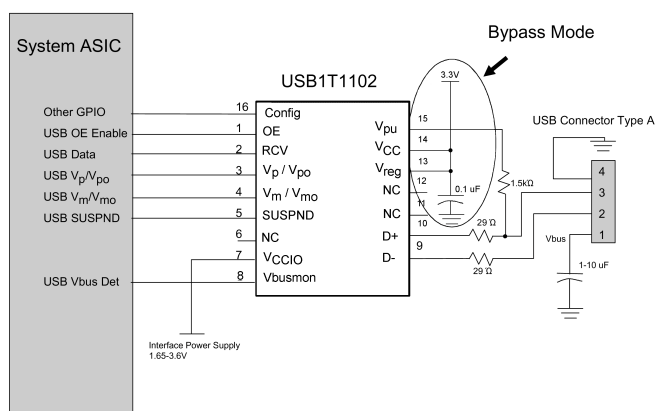 System ASIC
Bypass Mode
3.3V
USB1T1102
USB Connector Type A
Other GPIO
USB OE Enable
USB Data
USB Vp/Vpo
USB Vm/Vmo
USB SUSPND
USB Vbus Det
16 Config
1 OE
2 RCV
3 Vp / Vpo
4 Vm / Vmo
5 SUSPND
6 NC
7 VCCIO
8 Vbusmon
Vpu 15
VCC 14
Vreg 13
NC 12
NC 11
D+ 10
D- 9
0.1 uF
1.5kΩ
29 Ω
29 Ω
4
3
2
1
Vbus
1-10 uF
Interface Power Supply
1.65-3.6V